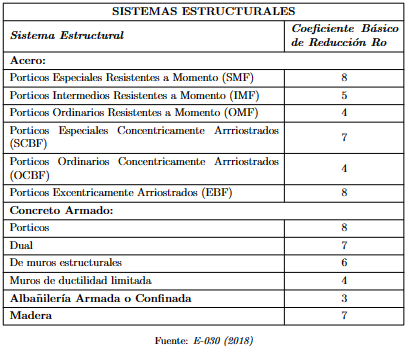 SISTEMAS ESTRUCTURALES
Sistema Estructural
Coeficiente Básico
de Reducción Ro
Acero:
Porticos Especiales Resistentes a Momento (SMF) 8
Porticos Intermedios Resistentes a Momento (IMF) 5
Porticos Ordinarios Resistentes a Momento (OMF) 4
Porticos Especiales Concentricamente Arrriostrados
(SCBF) 7
Porticos Ordinarios Concentricamente Arrriostrados
(OCBF) 4
Porticos Excentricamente Arriostrados (EBF) 8
Concreto Armado:
Porticos 8
Dual 7
De muros estructurales 6
Muros de ductilidad limitada 4
Albañilería Armada o Confinada 3
Madera 7
Fuente: E-030 (2018)